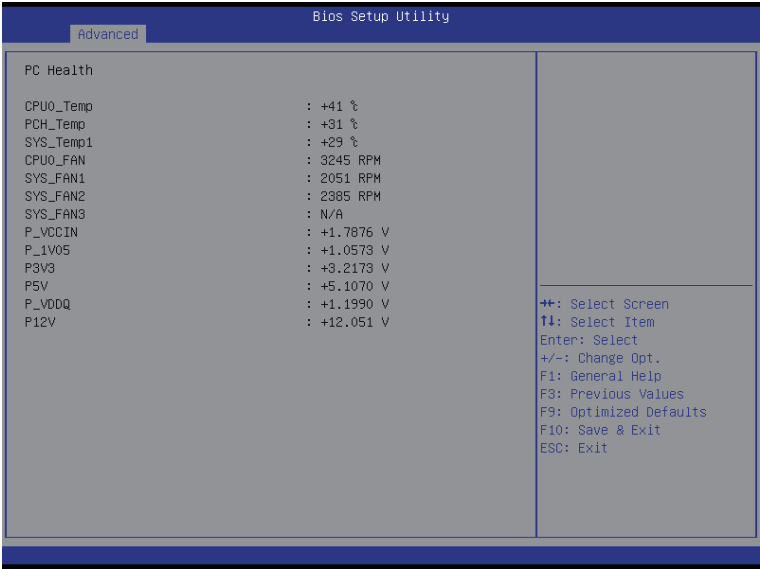 Bios Setup Utility
Advanced
PC Health
CPU0_Temp : +41 ℃
PCH_Temp : +31 ℃
SYS_Temp1 : +29 ℃
CPU0_FAN : 3245 RPM
SYS_FAN1 : 2051 RPM
SYS_FAN2 : 2385 RPM
SYS_FAN3 : N/A
P_VCCIN : +1.7876 V
P_1V05 : +1.0573 V
P3V3 : +3.2173 V
P5V : +5.1070 V
P_VDDQ : +1.1990 V
P12V : +12.051 V
→←: Select Screen
↑↓: Select Item
Enter: Select
+/-: Change Opt.
F1: General Help
F3: Previous Values
F9: Optimized Defaults
F10: Save & Exit
ESC: Exit